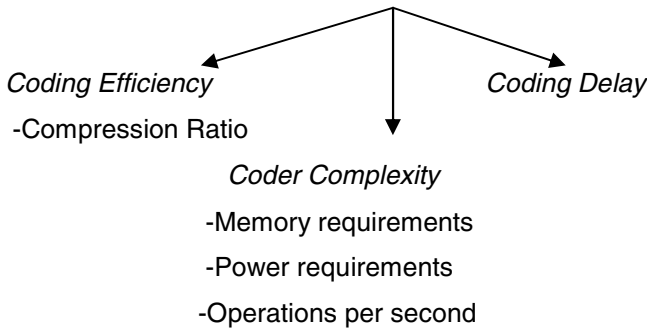 Coding Efficiency
-Compression Ratio
Coding Delay
Coder Complexity
-Memory requirements
-Power requirements
-Operations per second